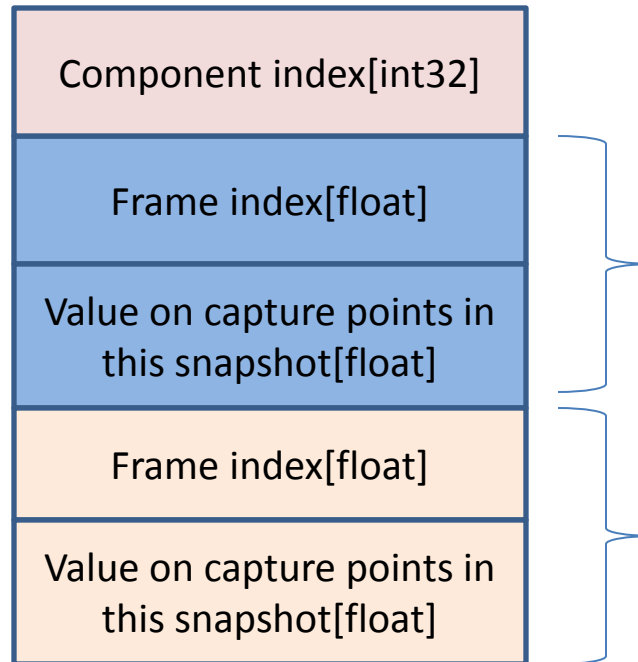 Component index[int32]
Frame index[float]
Value on capture points in
this snapshot[float]
Frame index[float]
Value on capture points in
this snapshot[float]